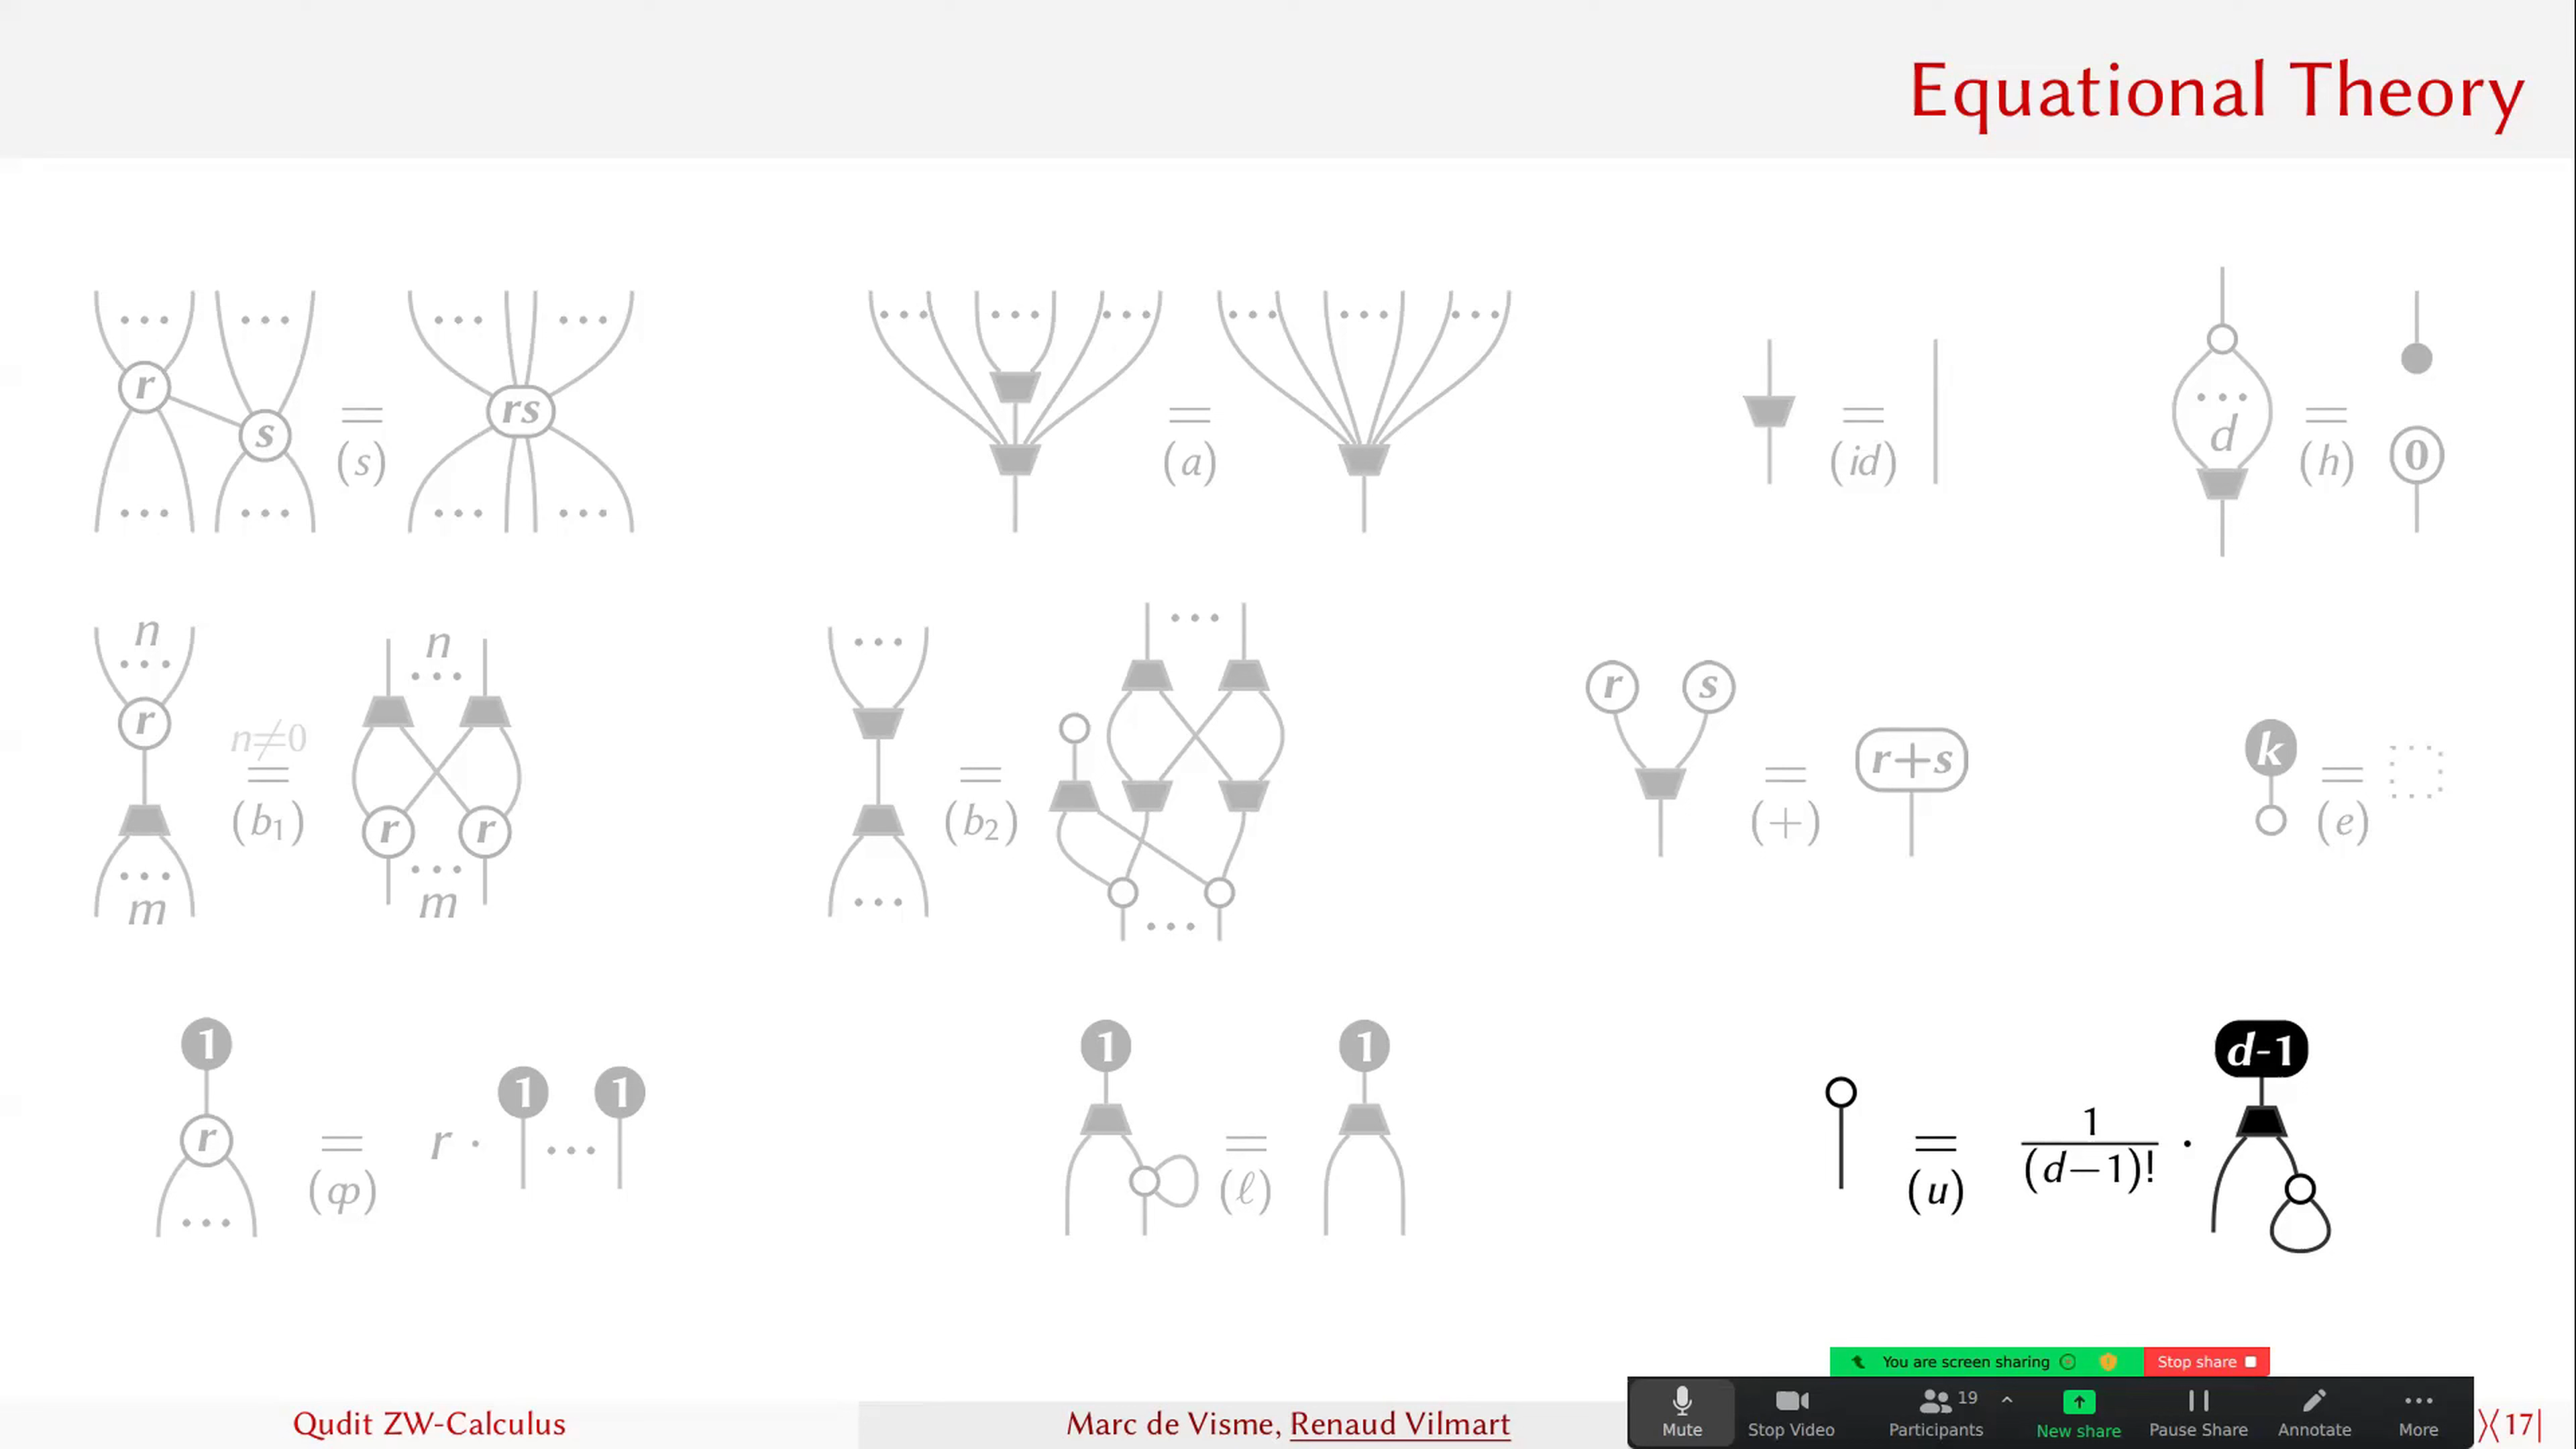 Equational Theory
r s = (s) rs
= (a)
= (id)
d = (h) 0
n r m n≠0 = (b₁) n r r m
= (b₂)
r s = (+) r+s
k = (e)
1 r = (φ) r · 1 ... 1
1 = (ℓ) 1
= (u) 1/(d−1)! · d-1
You are screen sharing Stop share
Mute Stop Video Participants 19 New share Pause Share Annotate More
Qudit ZW-Calculus Marc de Visme, Renaud Vilmart 17